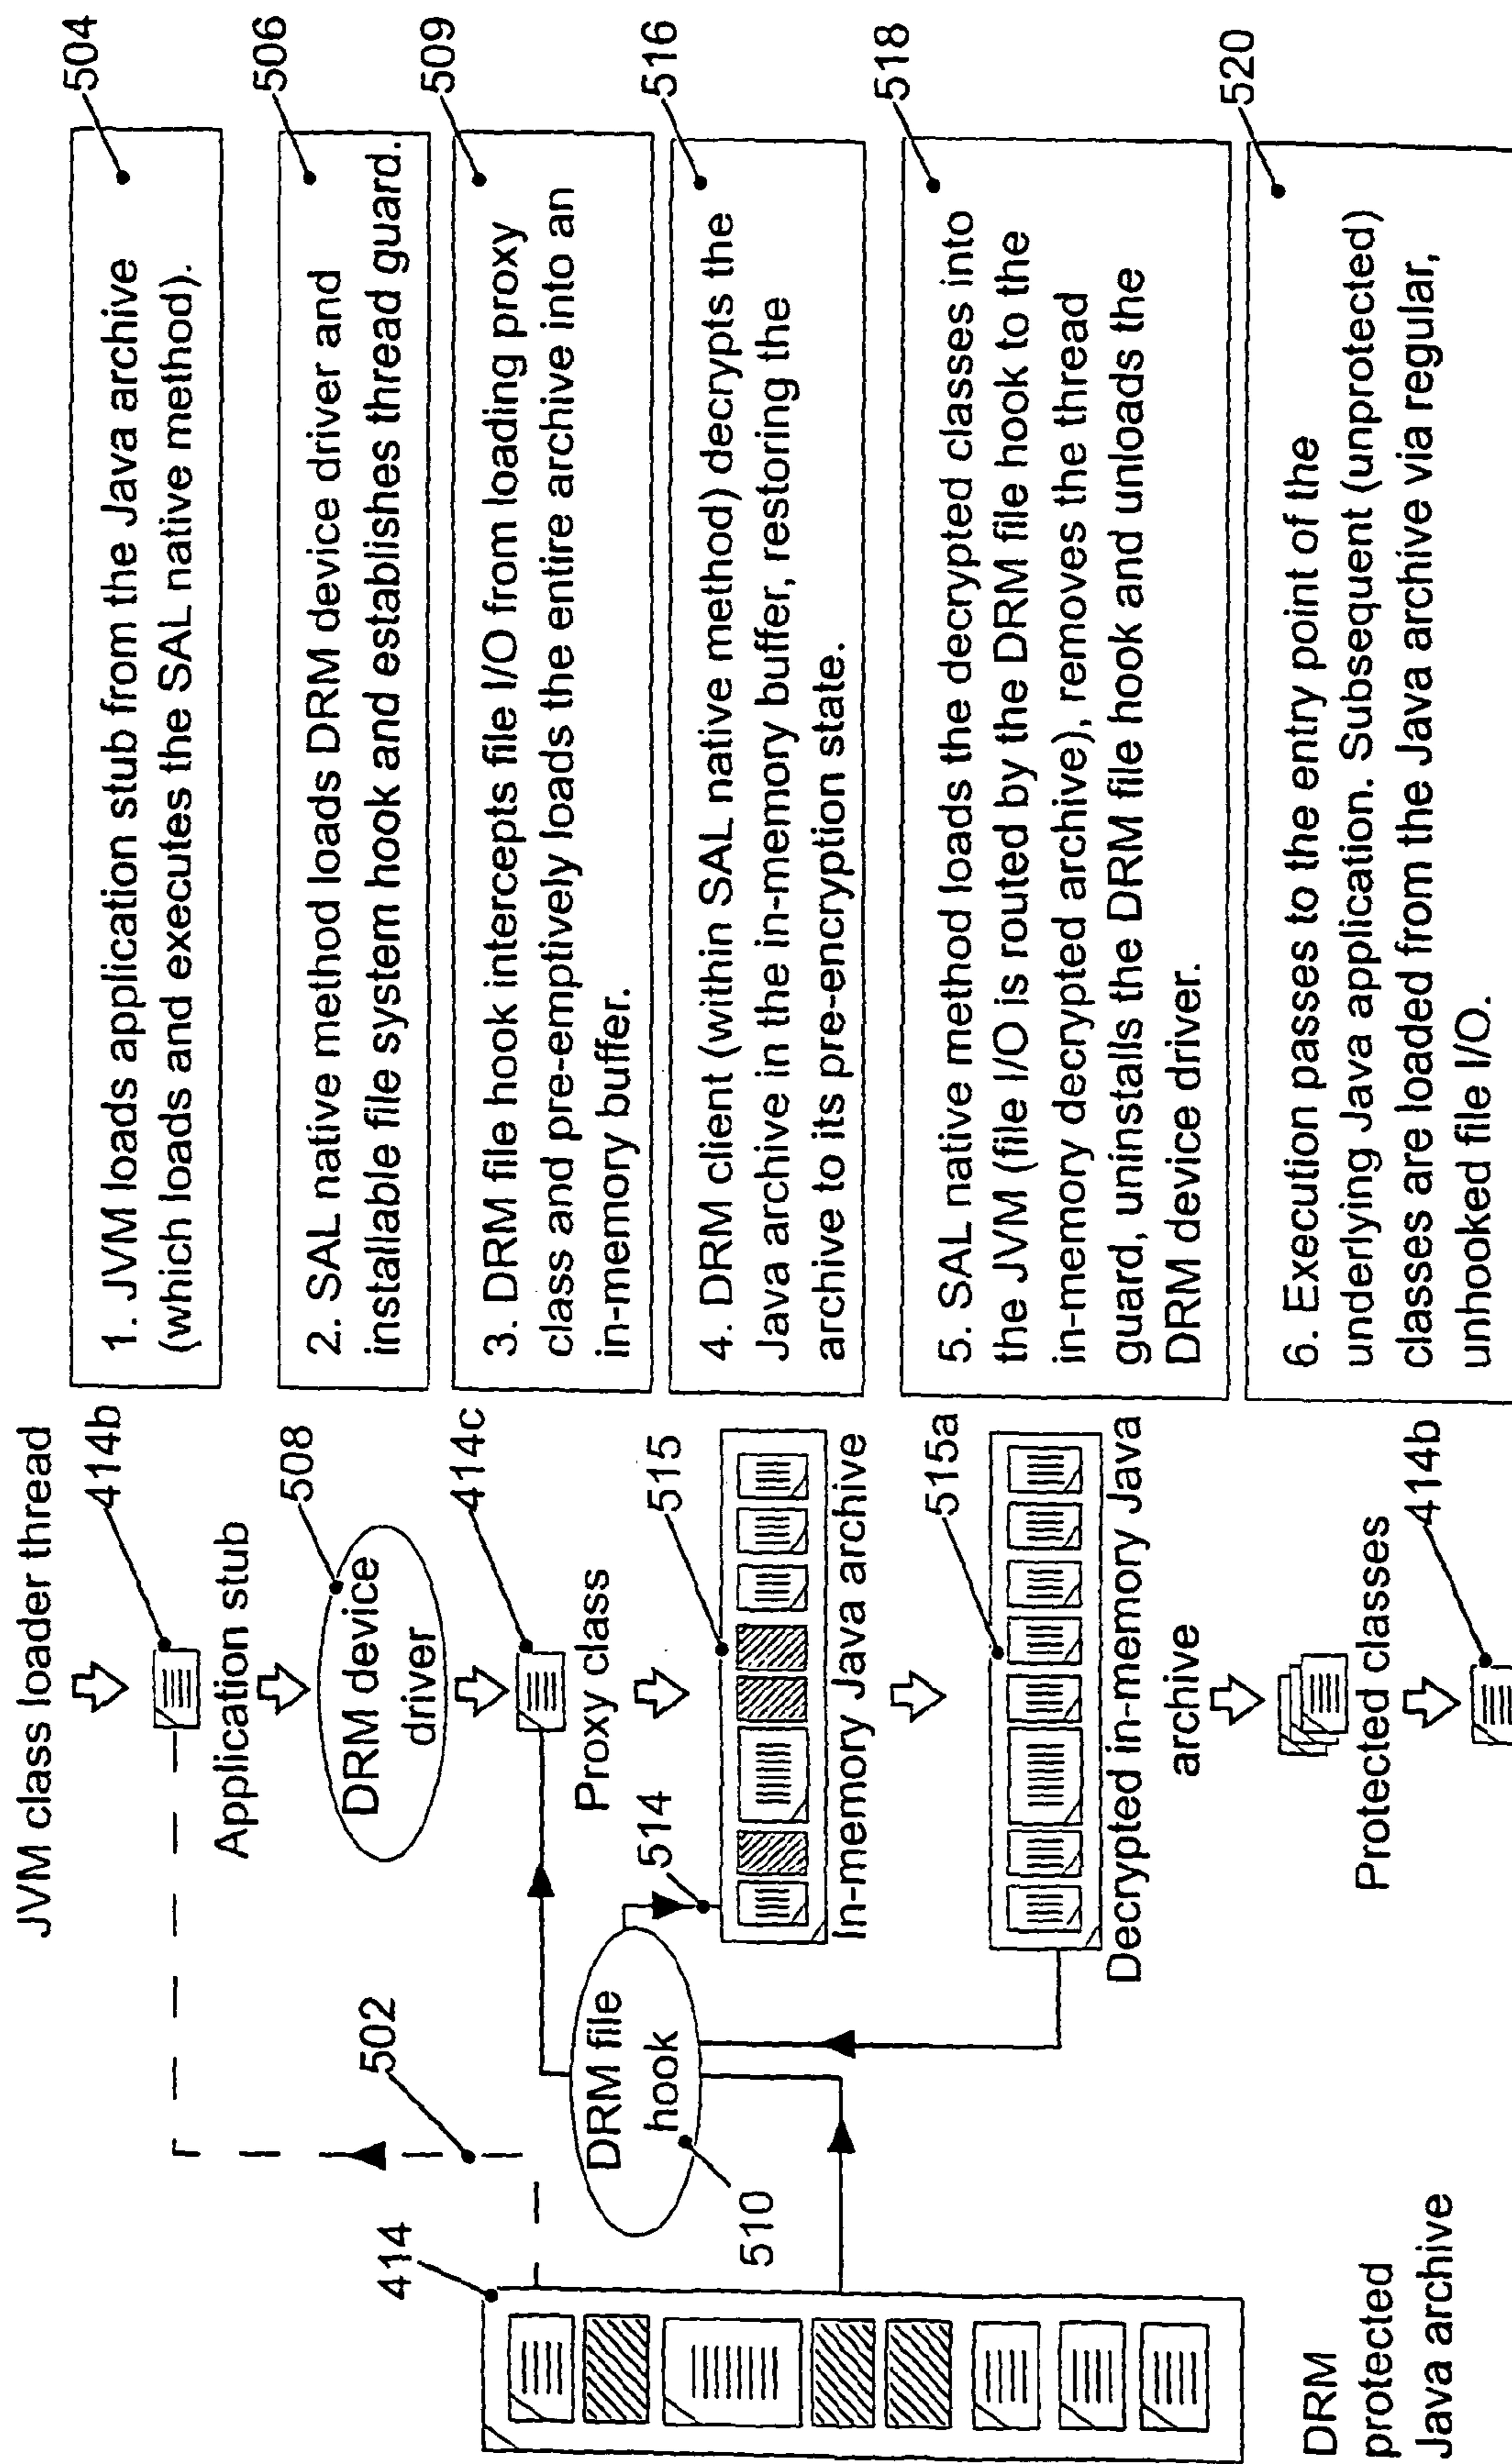 JVM class loader thread
414b
Application stub
508
DRM device
driver
414c
Proxy class
502
414
DRM file
hook
510
514
515
In-memory Java archive
515a
Decrypted in-memory Java
archive
Protected classes
414b
DRM
protected
Java archive
504
1. JVM loads application stub from the Java archive
(which loads and executes the SAL native method).
506
2. SAL native method loads DRM device driver and
installable file system hook and establishes thread guard.
509
3. DRM file hook intercepts file I/O from loading proxy
class and pre-emptively loads the entire archive into an
in-memory buffer.
516
4. DRM client (within SAL native method) decrypts the
Java archive in the in-memory buffer, restoring the
archive to its pre-encryption state.
518
5. SAL native method loads the decrypted classes into
the JVM (file I/O is routed by the DRM file hook to the
in-memory decrypted archive), removes the thread
guard, uninstalls the DRM file hook and unloads the
DRM device driver.
520
6. Execution passes to the entry point of the
underlying Java application. Subsequent (unprotected)
classes are loaded from the Java archive via regular,
unhooked file I/O.